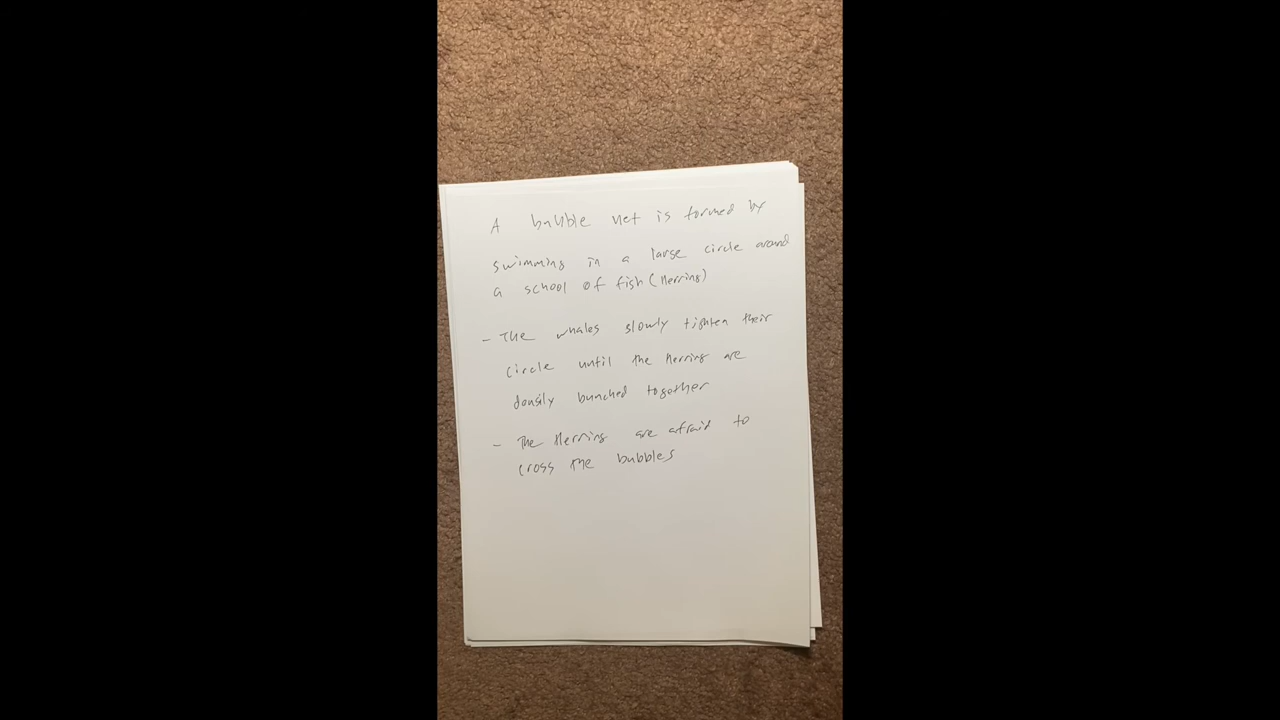 A bubble net is formed by
swimming in a large circle around
a school of fish (Herring)
- The whales slowly tighten their
circle until the Herring are
densily bunched together
- The Herring are afraid to
cross the bubbles